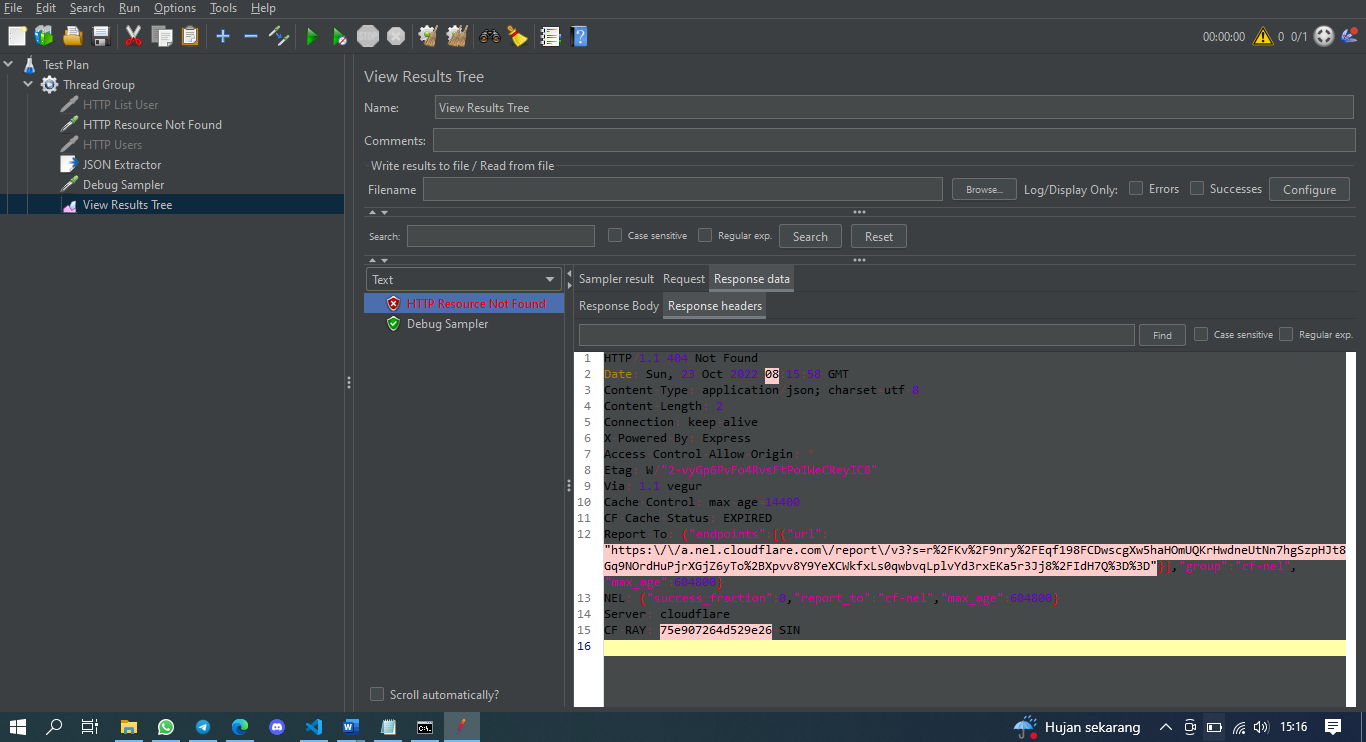 File Edit Search Run Options Tools Help
00:00:00 0 0/1
Test Plan
Thread Group
HTTP List User
HTTP Resource Not Found
HTTP Users
JSON Extractor
Debug Sampler
View Results Tree
View Results Tree
Name: View Results Tree
Comments:
Write results to file / Read from file
Filename Browse... Log/Display Only: Errors Successes Configure
Search: Case sensitive Regular exp. Search Reset
Text
HTTP Resource Not Found
Debug Sampler
Scroll automatically?
Sampler result Request Response data
Response Body Response headers
Find Case sensitive Regular exp.
1 HTTP 1.1 404 Not Found
2 Date: Sun, 23 Oct 2022 08 15 58 GMT
3 Content Type: application json; charset utf 8
4 Content Length: 2
5 Connection: keep alive
6 X Powered By: Express
7 Access Control Allow Origin: *
8 Etag: W
9 Via: 1.1 vegur
10 Cache Control: max age 14400
11 CF Cache Status: EXPIRED
12 Report To: {"endpoints":[{"url":
"https:\/\/a.nel.cloudflare.com\/report\/v3?s=r%2FKv%2F9nry%2FEqf198FCDwscgXw5haHOmUQKrHwdneUtNn7hgSzpHJt8
Gq9NOrdHuPjrXGjZ6yTo%2BXpvv8Y9YeXCWkfxLs0qwbvqLplvYd3rxEKa5r3Jj8%2FIdH7Q%3D%3D"}],"group":"cf-nel",
"max_age":604800}
13 NEL: {"success_fraction":0,"report_to":"cf-nel","max_age":604800}
14 Server: cloudflare
15 CF RAY: 75e907264d529e26 SIN
16
Hujan sekarang 15:16